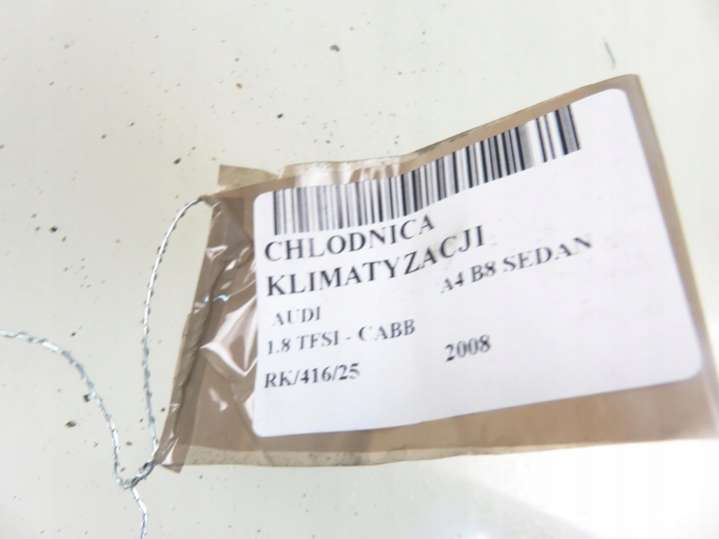 CHLODNICA
KLIMATYZACJI
AUDI A4 B8 SEDAN
1.8 TFSI - CABB
RK/416/25 2008